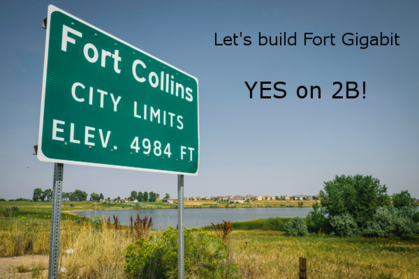 Fort Collins
CITY LIMITS
ELEV. 4984 FT
Let's build Fort Gigabit
YES on 2B!